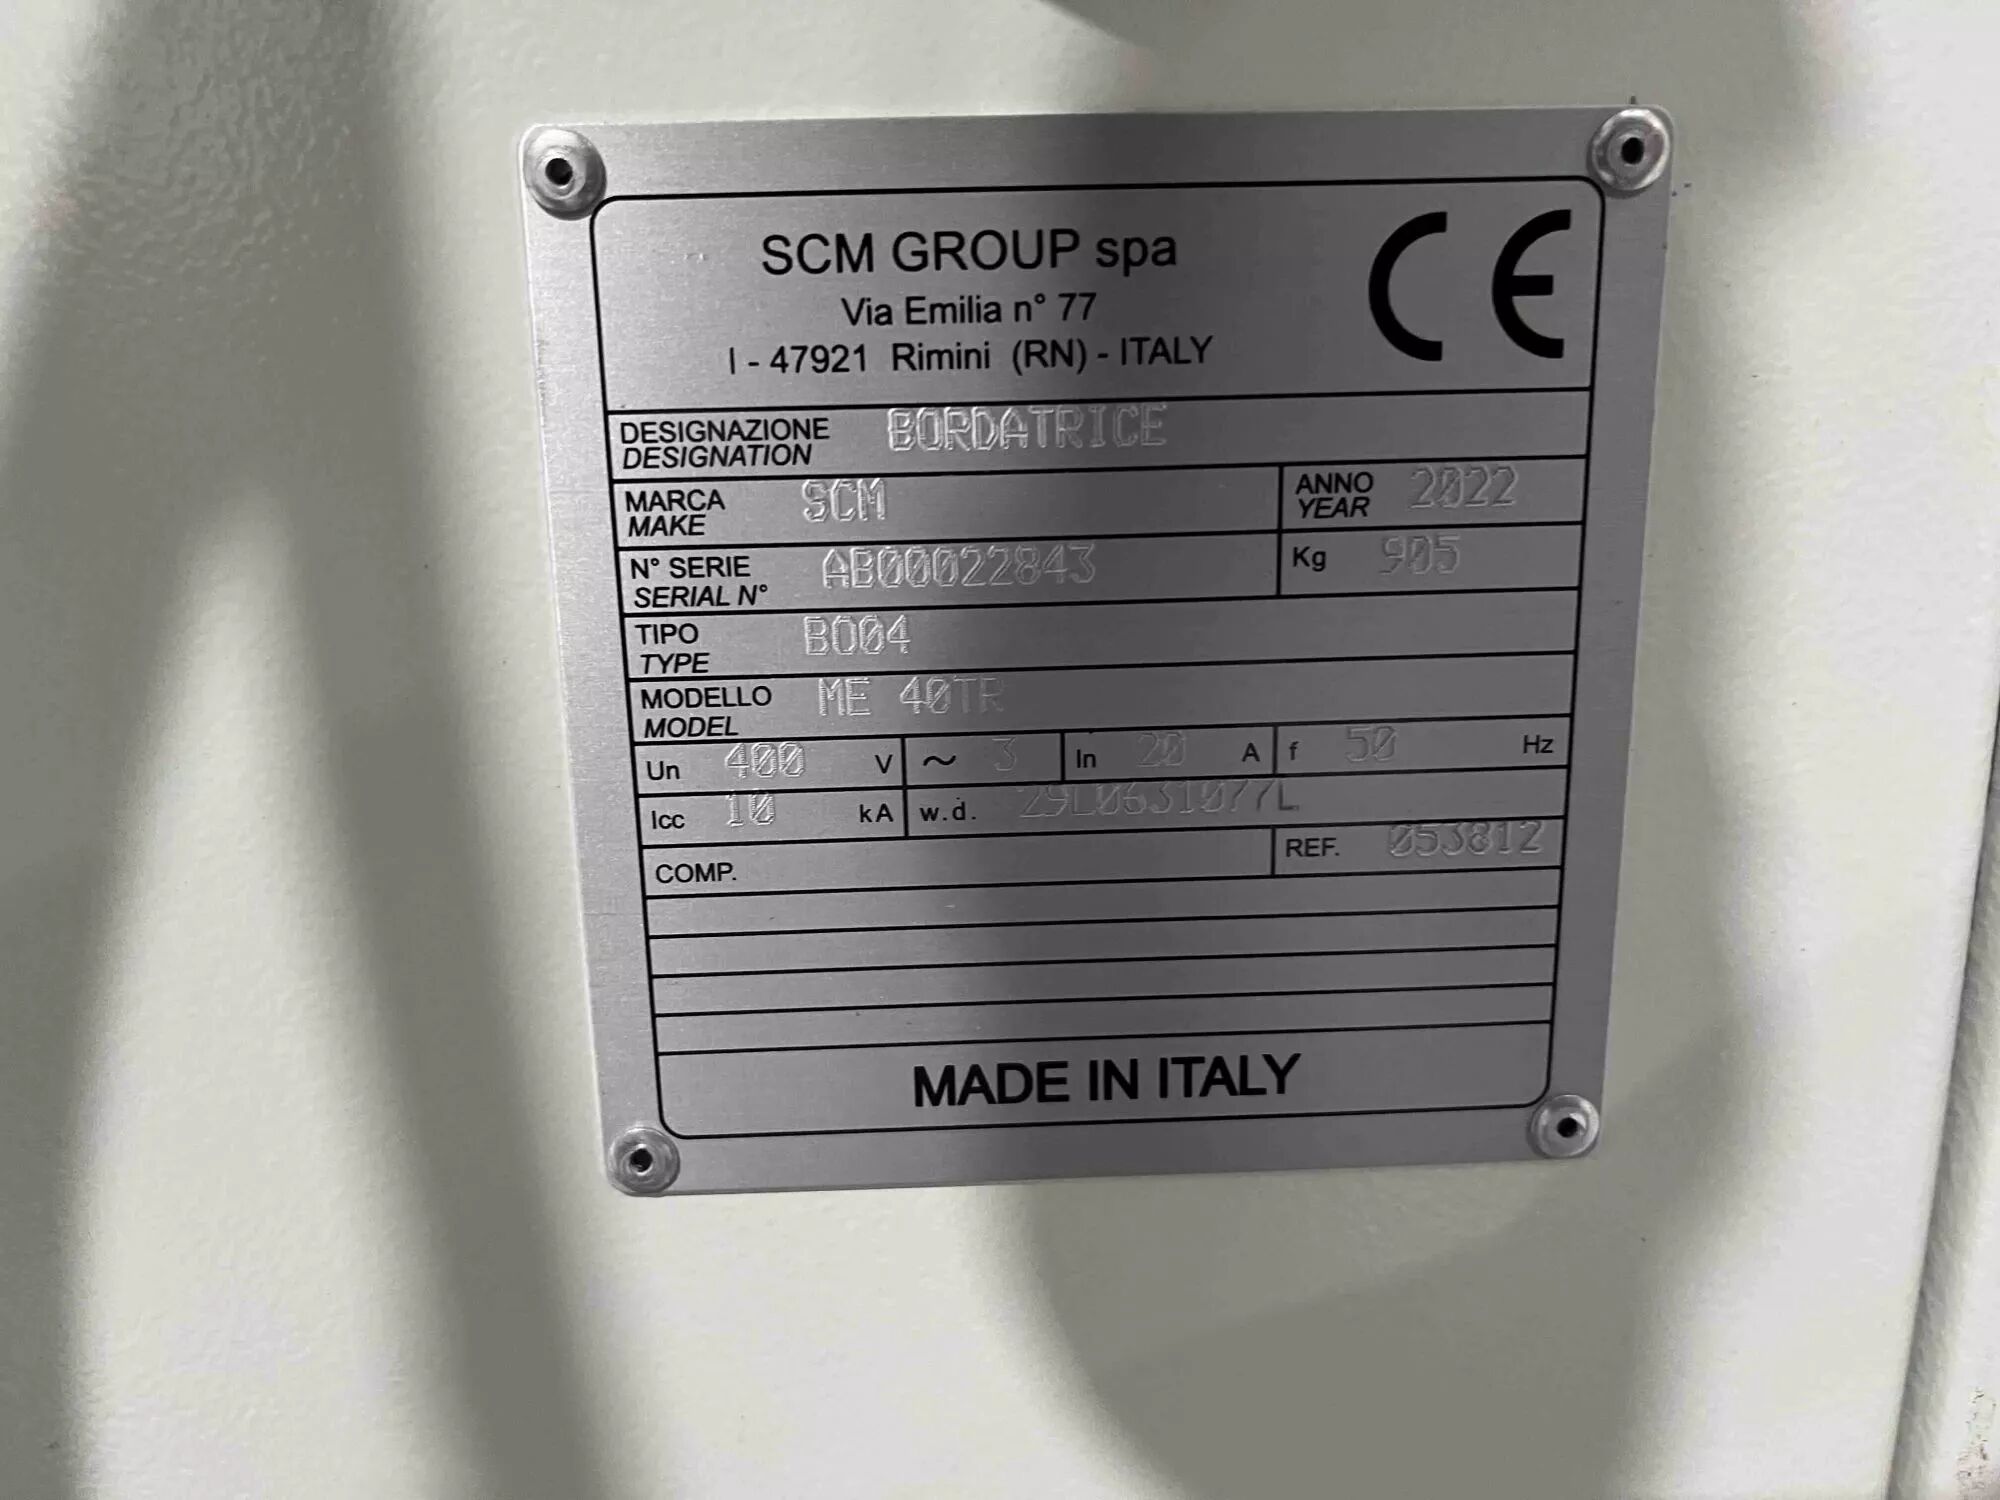 SCM GROUP spa
Via Emilia n° 77
I - 47921 Rimini (RN) - ITALY
CE
DESIGNAZIONE BORDATRICE
DESIGNATION
MARCA SCM
MAKE
ANNO 2022
YEAR
N° SERIE AB00022843
SERIAL N°
Kg 905
TIPO BO04
TYPE
MODELLO ME 40TR
MODEL
Un 400 V ~ 3 In 20 A f 50 Hz
Icc 10 kA w.d. 29L0631077L
COMP. REF. 053812
MADE IN ITALY